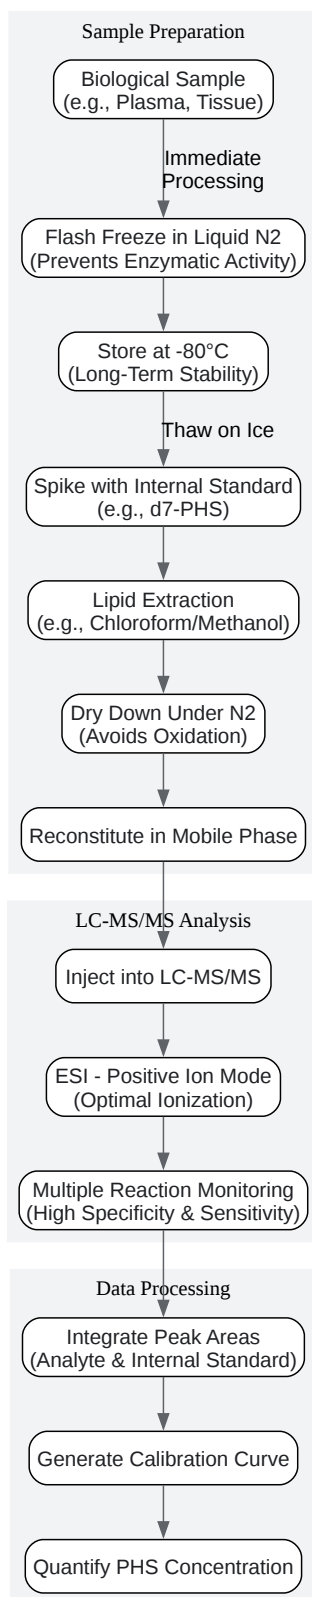 Sample Preparation
Biological Sample
(e.g., Plasma, Tissue)
Immediate
Processing
Flash Freeze in Liquid N2
(Prevents Enzymatic Activity)
Store at -80°C
(Long-Term Stability)
Thaw on Ice
Spike with Internal Standard
(e.g., d7-PHS)
Lipid Extraction
(e.g., Chloroform/Methanol)
Dry Down Under N2
(Avoids Oxidation)
Reconstitute in Mobile Phase
LC-MS/MS Analysis
Inject into LC-MS/MS
ESI - Positive Ion Mode
(Optimal Ionization)
Multiple Reaction Monitoring
(High Specificity & Sensitivity)
Data Processing
Integrate Peak Areas
(Analyte & Internal Standard)
Generate Calibration Curve
Quantify PHS Concentration